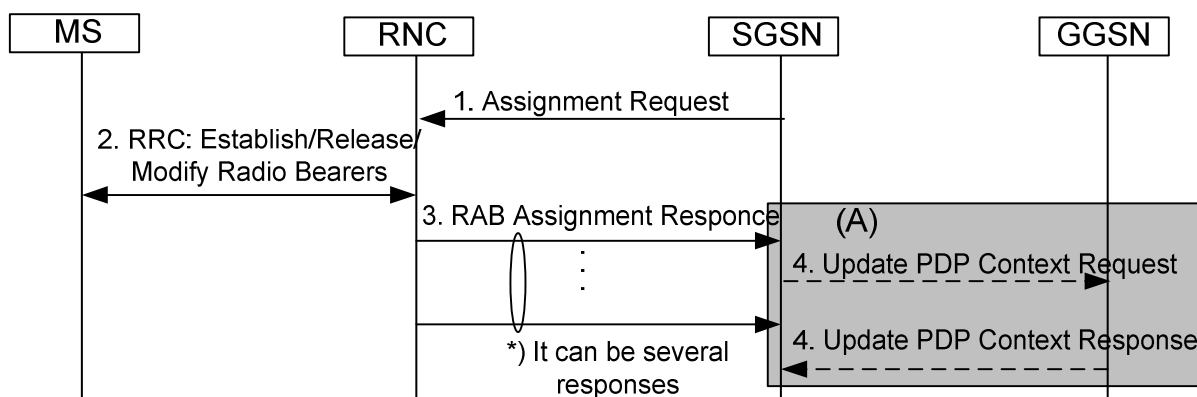 MS
RNC
SGSN
GGSN
1. Assignment Request
2. RRC: Establish/Release/
Modify Radio Bearers
3. RAB Assignment Responce
(A)
4. Update PDP Context Request
4. Update PDP Context Response
*) It can be several
responses